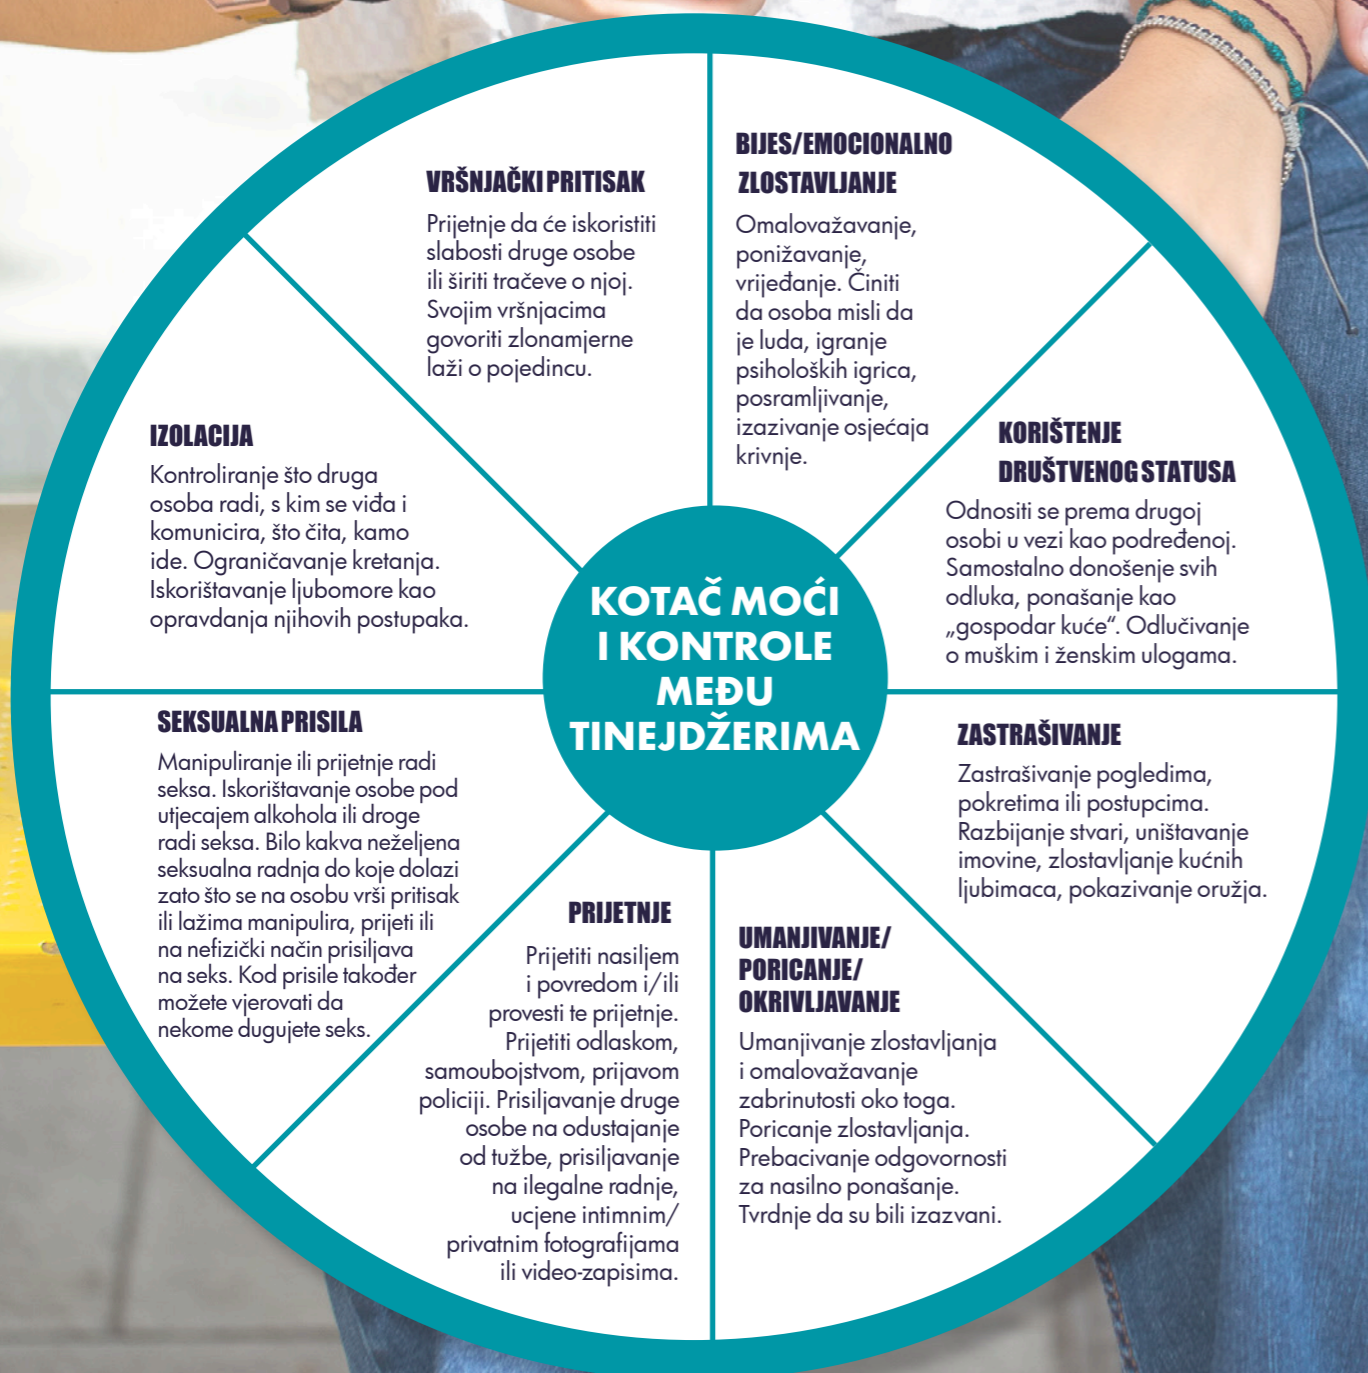 VRŠNJAČKI PRITISAK
Prijetnje da će iskoristiti
slabosti druge osobe
ili širiti tračeve o njoj.
Svojim vršnjacima
govoriti zlonamjerne
laži o pojedincu.
BIJES/EMOCIONALNO
ZLOSTAVLJANJE
Omalovažavanje,
ponižavanje,
vrijeđanje. Činiti
da osoba misli da
je luda, igranje
psiholoških igrica,
posramljivanje,
izazivanje osjećaja
krivnje.
KORIŠTENJE
DRUŠTVENOG STATUSA
Odnositi se prema drugoj
osobi u vezi kao podređenoj.
Samostalno donošenje svih
odluka, ponašanje kao
„gospodar kuće“. Odlučivanje
o muškim i ženskim ulogama.
ZASTRAŠIVANJE
Zastrašivanje pogledima,
pokretima ili postupcima.
Razbijanje stvari, uništavanje
imovine, zlostavljanje kućnih
ljubimaca, pokazivanje oružja.
UMANJIVANJE/
PORICANJE/
OKRIVLJAVANJE
Umanjivanje zlostavljanja
i omalovažavanje
zabrinutosti oko toga.
Poricanje zlostavljanja.
Prebacivanje odgovornosti
za nasilno ponašanje.
Tvrdnje da su bili izazvani.
PRIJETNJE
Prijetiti nasiljem
i povredom i/ili
provesti te prijetnje.
Prijetiti odlaskom,
samoubojstvom, prijavom
policiji. Prisiljavanje druge
osobe na odustajanje
od tužbe, prisiljavanje
na ilegalne radnje,
ucjene intimnim/
privatnim fotografijama
ili video-zapisima.
SEKSUALNA PRISILA
Manipuliranje ili prijetnje radi
seksa. Iskorištavanje osobe pod
utjecajem alkohola ili droge
radi seksa. Bilo kakva neželjena
seksualna radnja do koje dolazi
zato što se na osobu vrši pritisak
ili lažima manipulira, prijeti ili
na nefizički način prisiljava
na seks. Kod prisile također
možete vjerovati da
nekome dugujete seks.
IZOLACIJA
Kontroliranje što druga
osoba radi, s kim se viđa i
komunicira, što čita, kamo
ide. Ograničavanje kretanja.
Iskorištavanje ljubomore kao
opravdanja njihovih postupaka.
KOTAČ MOĆI
I KONTROLE
MEĐU
TINEJDŽERIMA